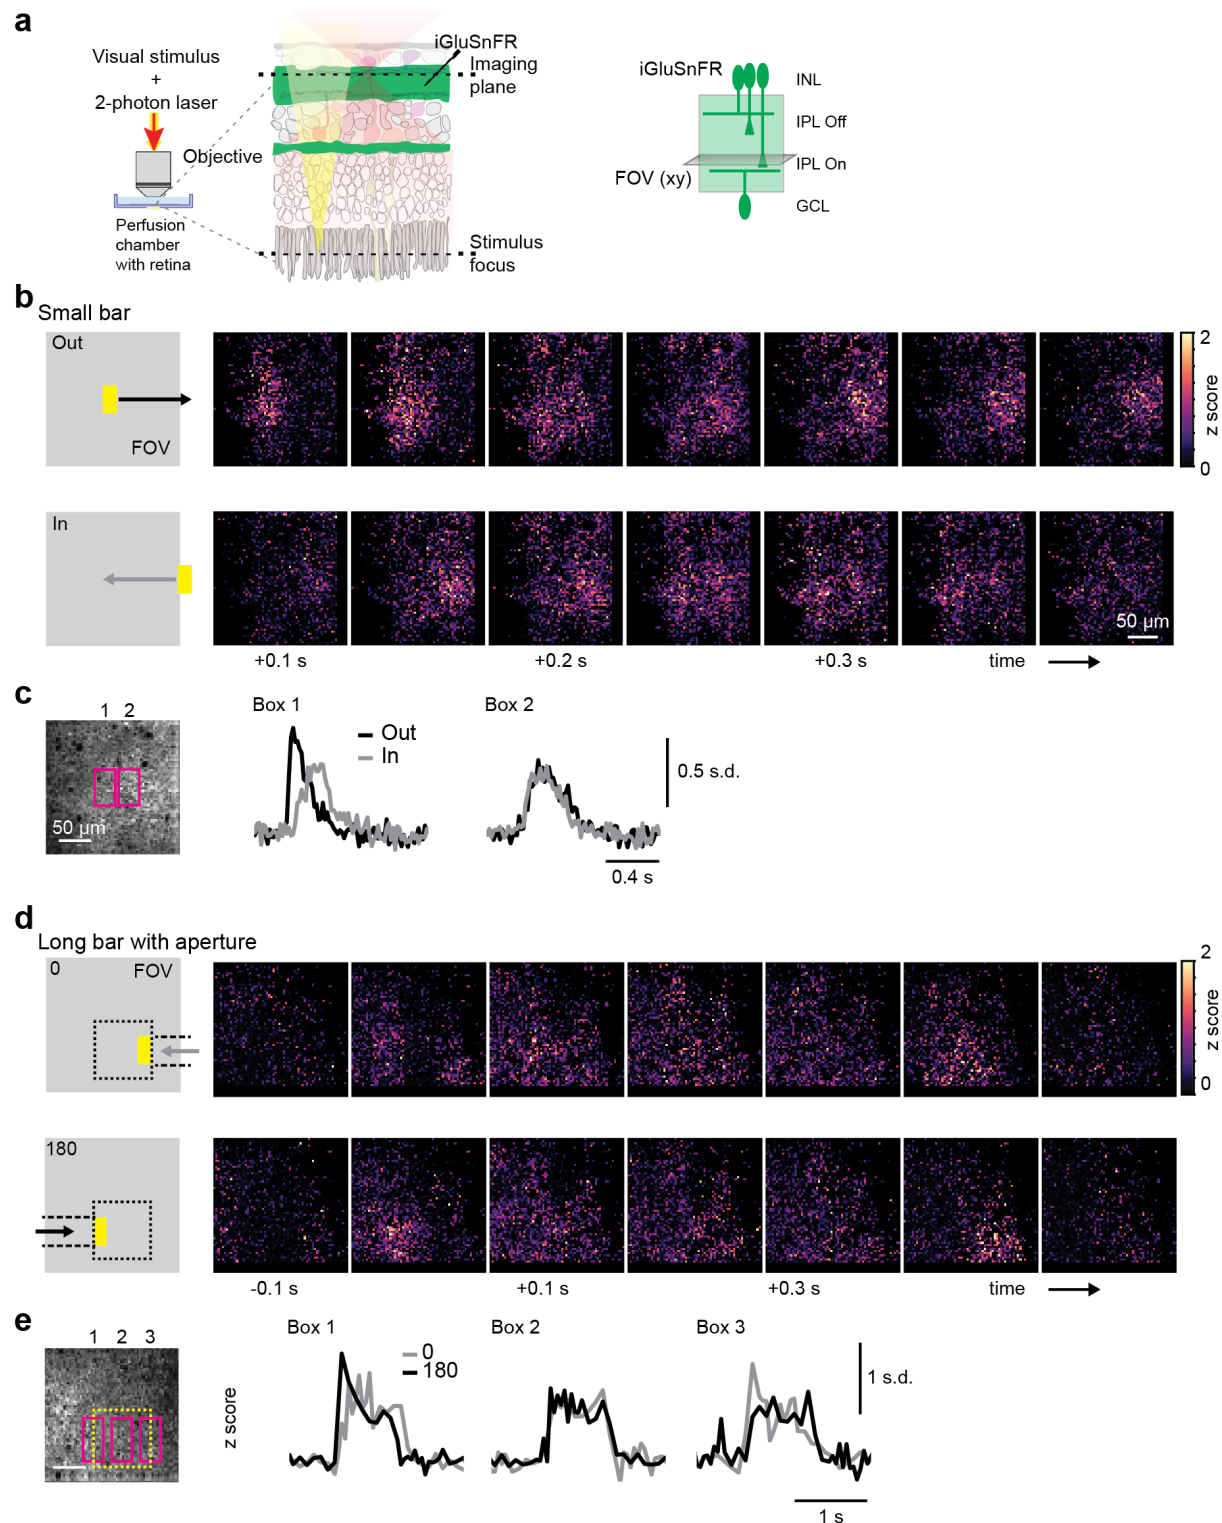 a
Visual stimulus
+
2-photon laser
Objective
Perfusion
chamber
with retina
iGluSnFR
Imaging
plane
Stimulus
focus
iGluSnFR
INL
IPL Off
IPL On
FOV (xy)
GCL
b
Small bar
Out
FOV
2
z score
0
In
50 µm
+0.1 s
+0.2 s
+0.3 s
time
c
1 2
50 µm
Box 1
Out
In
Box 2
0.5 s.d.
0.4 s
d
Long bar with aperture
0
FOV
2
z score
0
180
-0.1 s
+0.1 s
+0.3 s
time
e
1 2 3
z score
Box 1
0
180
Box 2
Box 3
1 s.d.
1 s